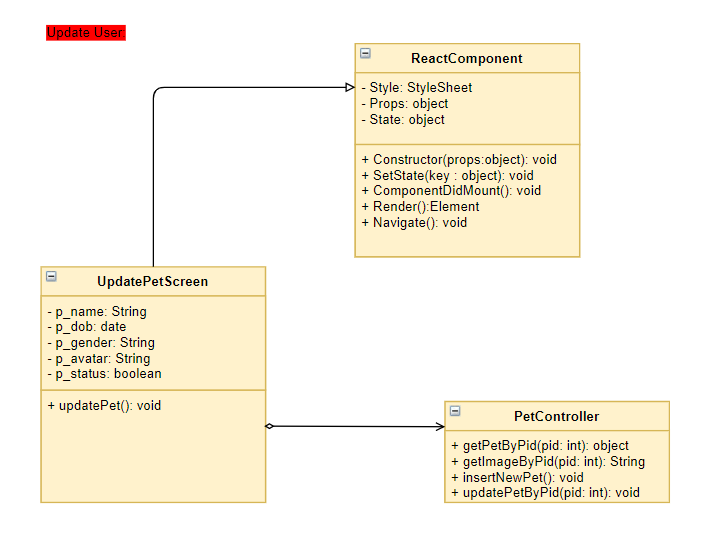 Update User:
ReactComponent
- Style: StyleSheet
- Props: object
- State: object
+ Constructor(props:object): void
+ SetState(key : object): void
+ ComponentDidMount(): void
+ Render():Element
+ Navigate(): void
UpdatePetScreen
- p_name: String
- p_dob: date
- p_gender: String
- p_avatar: String
- p_status: boolean
+ updatePet(): void
PetController
+ getPetByPid(pid: int): object
+ getImageByPid(pid: int): String
+ insertNewPet(): void
+ updatePetByPid(pid: int): void